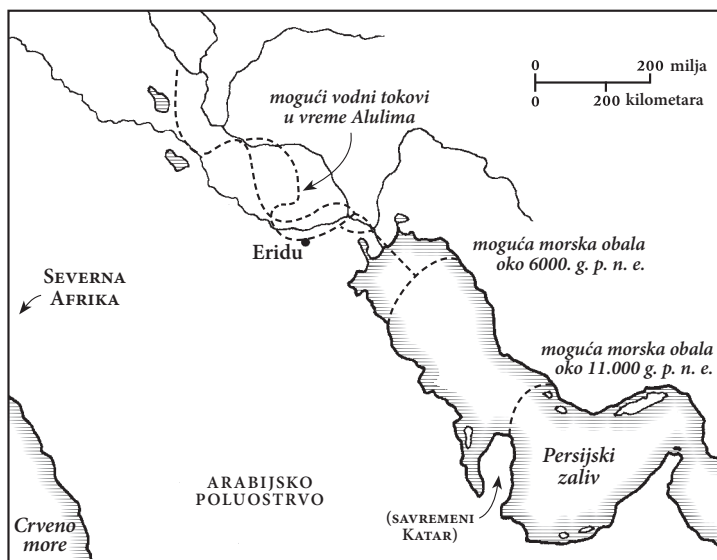 0 200 milja
0 200 kilometara
mogući vodni tokovi
u vreme Alulima
Eridu
moguća morska obala
oko 6000. g. p. n. e.
Severna
Afrika
moguća morska obala
oko 11.000 g. p. n. e.
Persijski
zaliv
ARABIJSKO
POLUOSTRVO
(SAVREMENI
KATAR)
Crveno
more